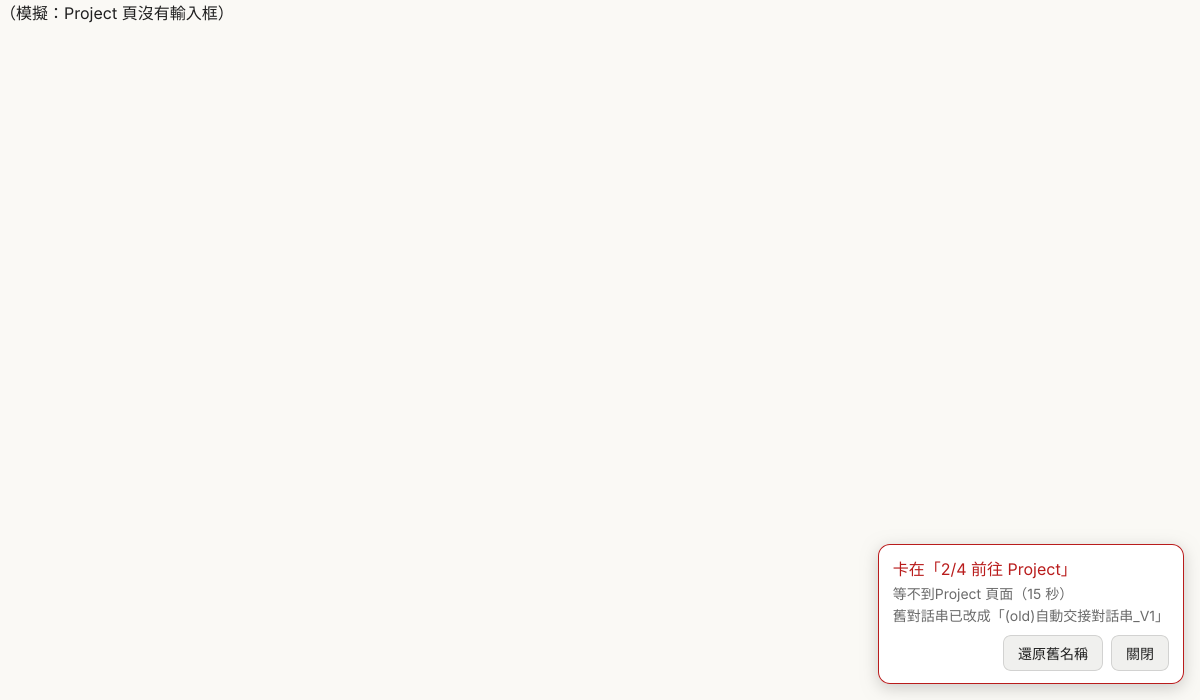 （模擬：Project 頁沒有輸入框）
卡在「2/4 前往 Project」
等不到Project 頁面（15 秒）
舊對話串已改成「(old)自動交接對話串_V1」
還原舊名稱
關閉